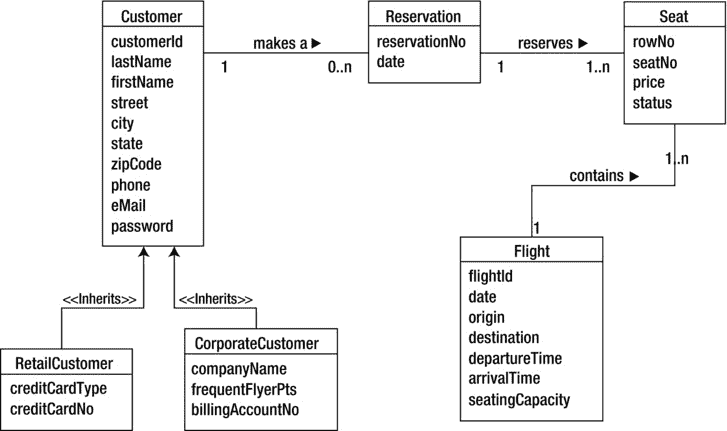 Customer
customerId
lastName
firstName
street
city
state
zipCode
phone
eMail
password
makes a ▶
1
0..n
Reservation
reservationNo
date
reserves ▶
1
1..n
Seat
rowNo
seatNo
price
status
1..n
contains ▶
1
Flight
flightId
date
origin
destination
departureTime
arrivalTime
seatingCapacity
<<Inherits>>
<<Inherits>>
RetailCustomer
creditCardType
creditCardNo
CorporateCustomer
companyName
frequentFlyerPts
billingAccountNo